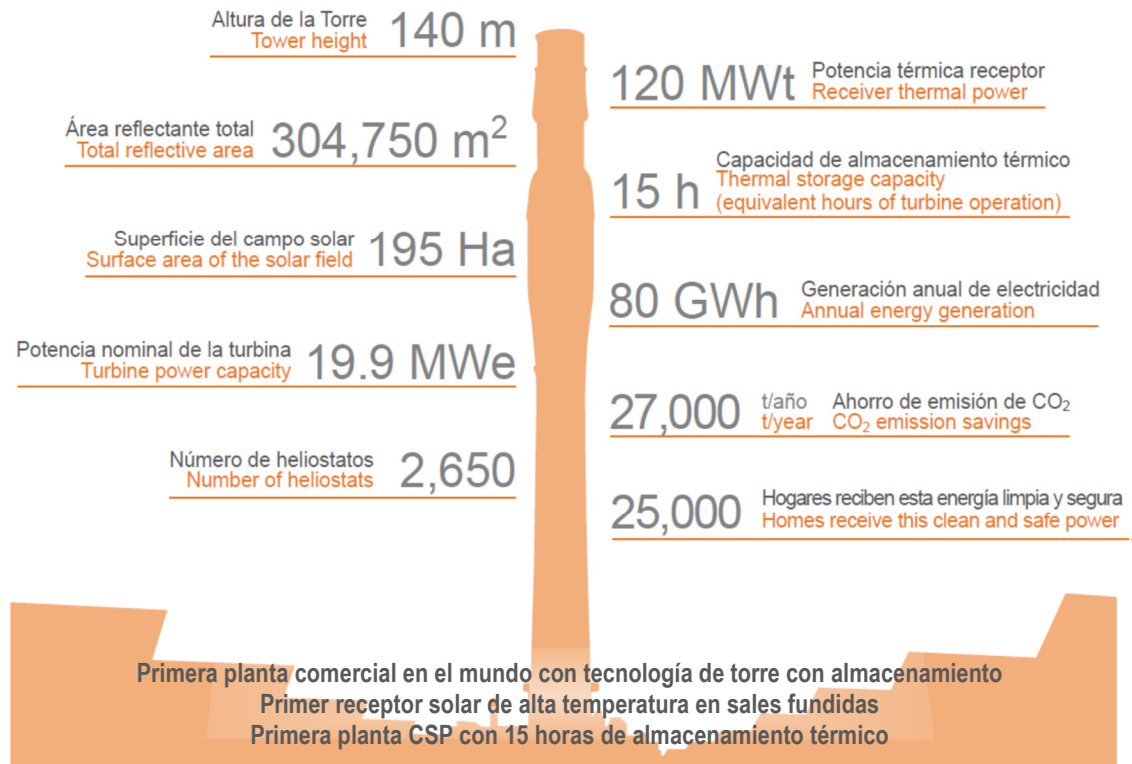 Altura de la Torre
Tower height
140 m
Área reflectante total
Total reflective area
304,750 m²
Superficie del campo solar
Surface area of the solar field
195 Ha
Potencia nominal de la turbina
Turbine power capacity
19.9 MWe
Número de heliostatos
Number of heliostats
2,650
120 MWt
Potencia térmica receptor
Receiver thermal power
15 h
Capacidad de almacenamiento térmico
Thermal storage capacity
(equivalent hours of turbine operation)
80 GWh
Generación anual de electricidad
Annual energy generation
27,000
t/año
t/year
Ahorro de emisión de CO₂
CO₂ emission savings
25,000
Hogares reciben esta energía limpia y segura
Homes receive this clean and safe power
Primera planta comercial en el mundo con tecnología de torre con almacenamiento
Primer receptor solar de alta temperatura en sales fundidas
Primera planta CSP con 15 horas de almacenamiento térmico